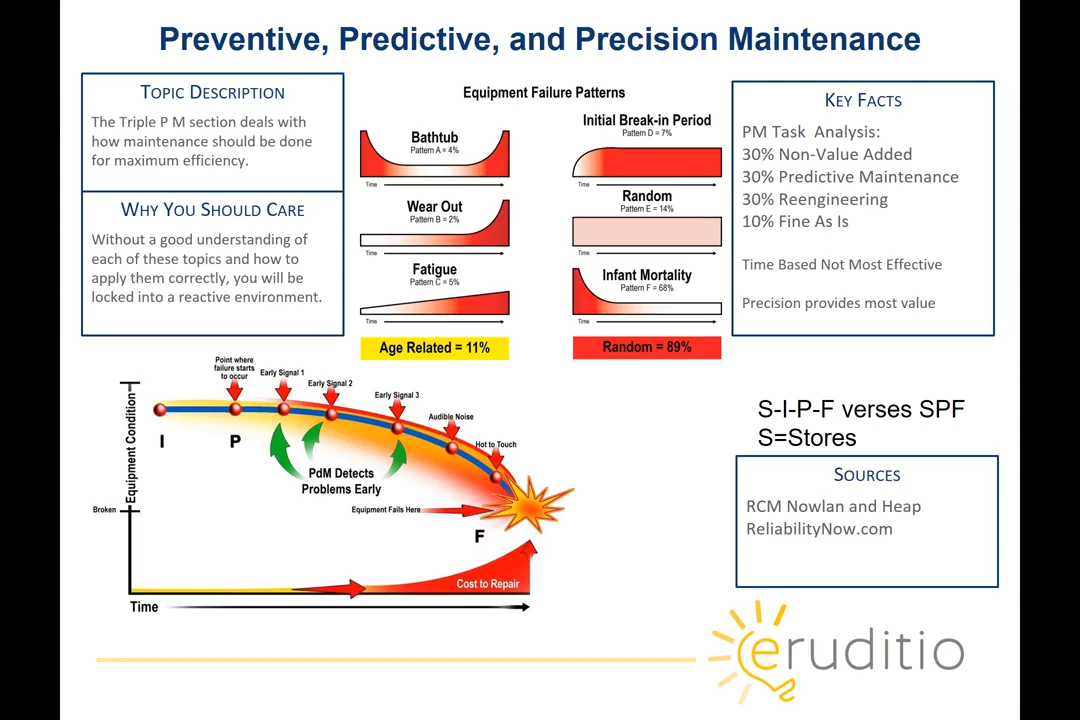 Preventive, Predictive, and Precision Maintenance
TOPIC DESCRIPTION
The Triple P M section deals with
how maintenance should be done
for maximum efficiency.
WHY YOU SHOULD CARE
Without a good understanding of
each of these topics and how to
apply them correctly, you will be
locked into a reactive environment.
Equipment Failure Patterns
Bathtub
Pattern A = 4%
Time
Wear Out
Pattern B = 2%
Time
Fatigue
Pattern C = 5%
Time
Age Related = 11%
Initial Break-in Period
Pattern D = 7%
Time
Random
Pattern E = 14%
Time
Infant Mortality
Pattern F = 68%
Time
Random = 89%
KEY FACTS
PM Task Analysis:
30% Non-Value Added
30% Predictive Maintenance
30% Reengineering
10% Fine As Is
Time Based Not Most Effective
Precision provides most value
Point where
failure starts
to occur
Early Signal 1
Early Signal 2
Early Signal 3
Audible Noise
Hot to Touch
Equipment Condition
I
P
PdM Detects
Problems Early
Broken
Equipment Fails Here
F
Cost to Repair
Time
S-I-P-F verses SPF
S=Stores
SOURCES
RCM Nowlan and Heap
ReliabilityNow.com
eruditio